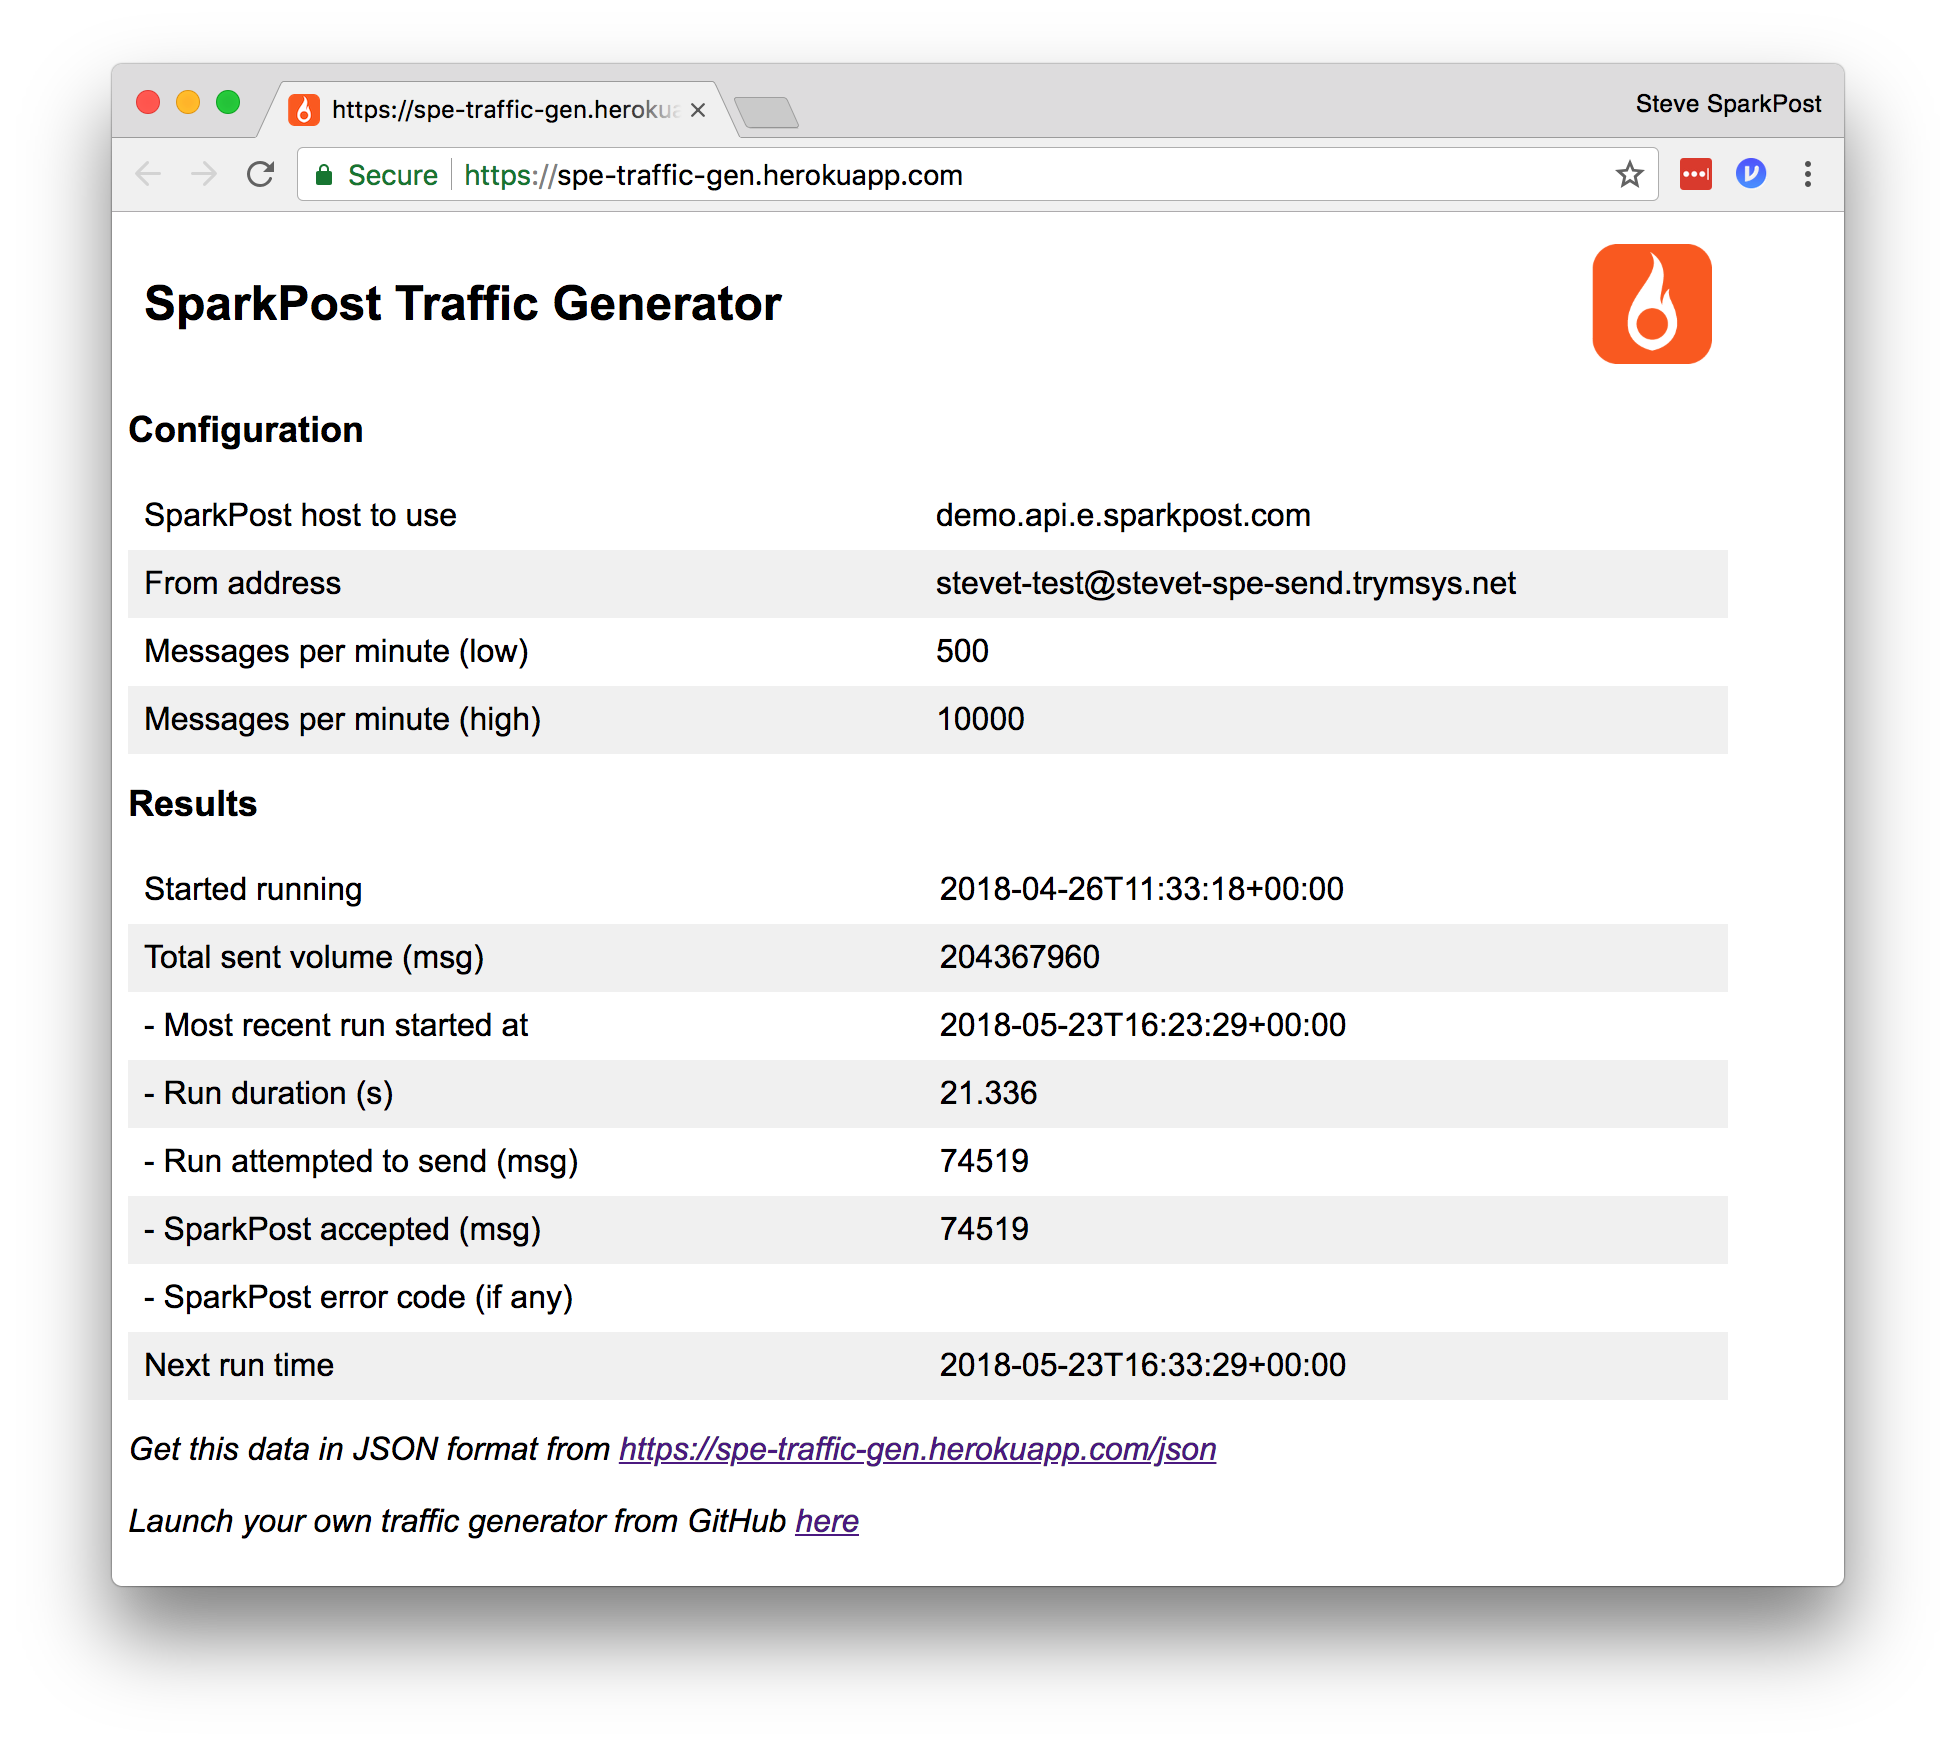 https://spe-traffic-gen.heroku
Steve SparkPost
Secure https://spe-traffic-gen.herokuapp.com
SparkPost Traffic Generator
Configuration
SparkPost host to use demo.api.e.sparkpost.com
From address stevet-test@stevet-spe-send.trymsys.net
Messages per minute (low) 500
Messages per minute (high) 10000
Results
Started running 2018-04-26T11:33:18+00:00
Total sent volume (msg) 204367960
- Most recent run started at 2018-05-23T16:23:29+00:00
- Run duration (s) 21.336
- Run attempted to send (msg) 74519
- SparkPost accepted (msg) 74519
- SparkPost error code (if any)
Next run time 2018-05-23T16:33:29+00:00
Get this data in JSON format from https://spe-traffic-gen.herokuapp.com/json
Launch your own traffic generator from GitHub here